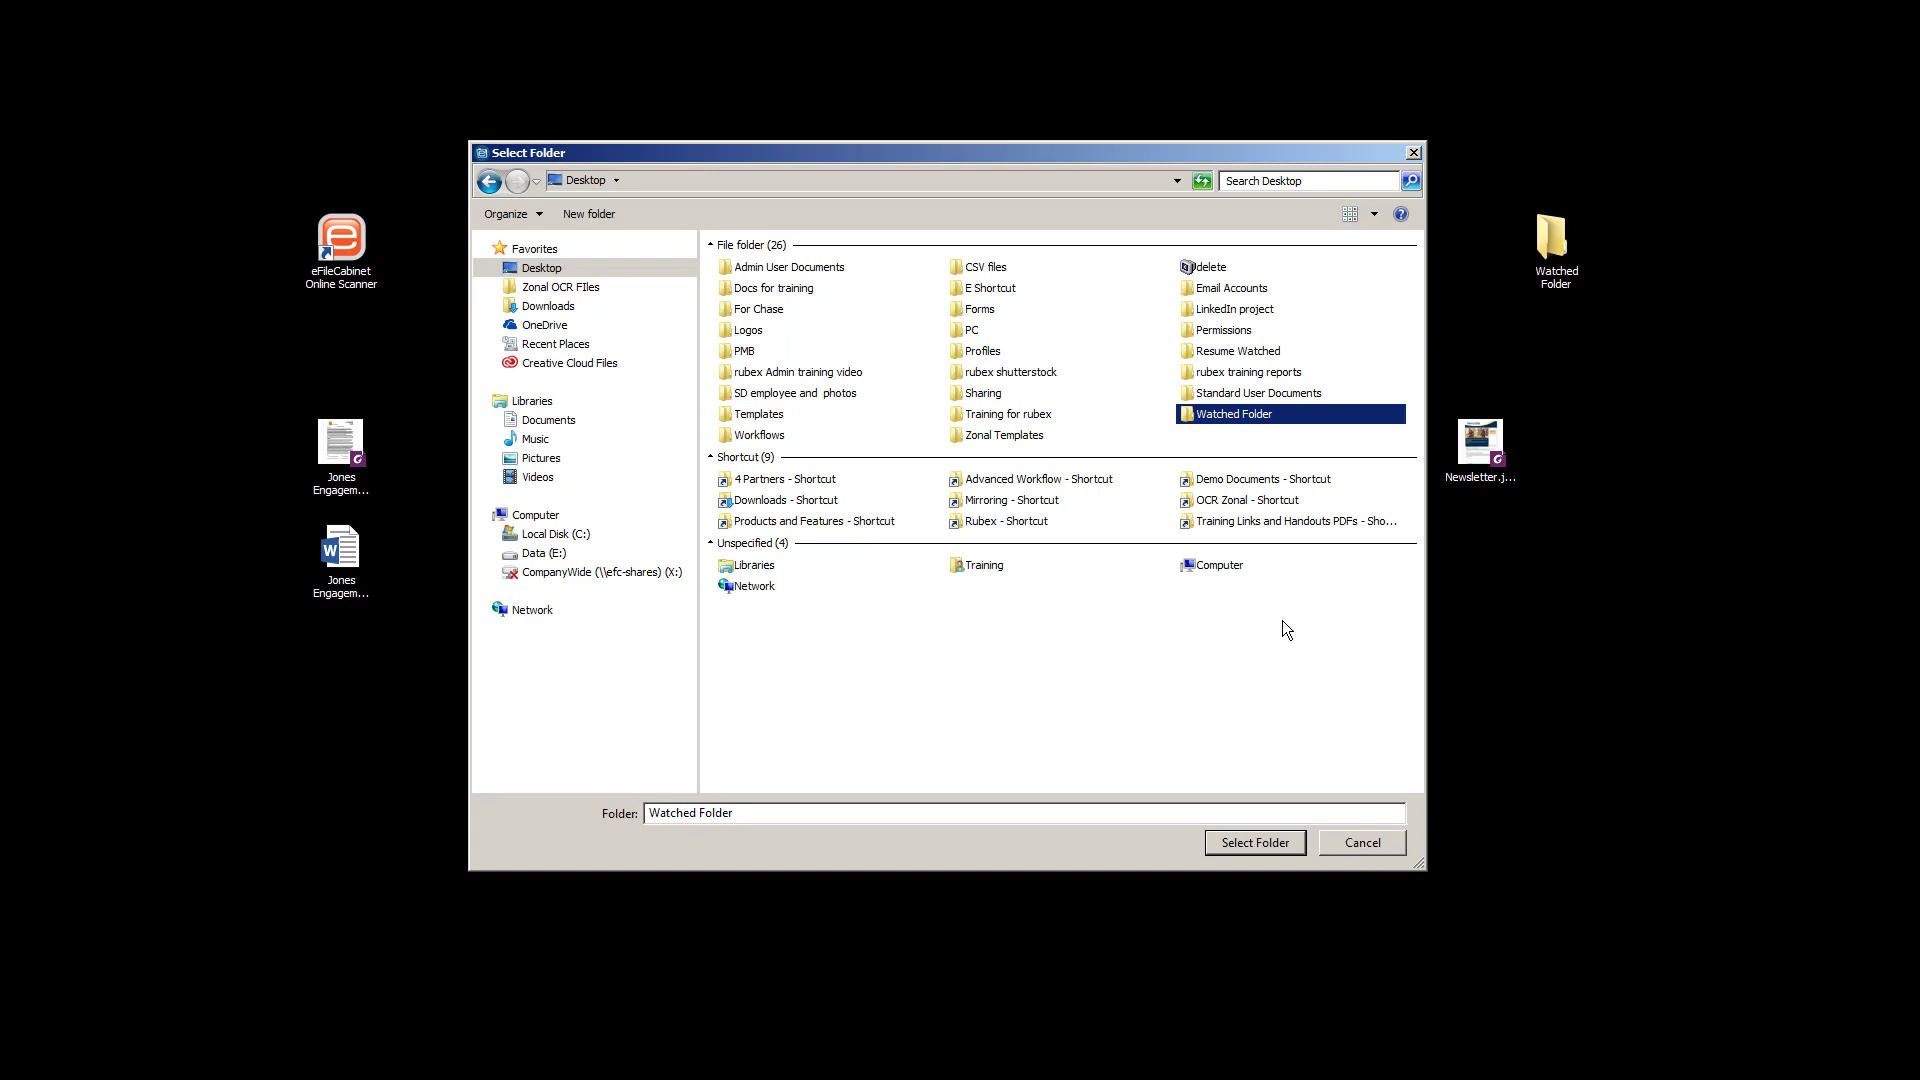 Select Folder
Desktop
Search Desktop
Organize
New folder
Favorites
Desktop
Zonal OCR FIles
Downloads
OneDrive
Recent Places
Creative Cloud Files
Libraries
Documents
Music
Pictures
Videos
Computer
Local Disk (C:)
Data (E:)
CompanyWide (\\efc-shares) (X:)
Network
File folder (26)
Admin User Documents
CSV files
delete
Docs for training
E Shortcut
Email Accounts
For Chase
Forms
LinkedIn project
Logos
PC
Permissions
PMB
Profiles
Resume Watched
rubex Admin training video
rubex shutterstock
rubex training reports
SD employee and  photos
Sharing
Standard User Documents
Templates
Training for rubex
Watched Folder
Workflows
Zonal Templates
Shortcut (9)
4 Partners - Shortcut
Advanced Workflow - Shortcut
Demo Documents - Shortcut
Downloads - Shortcut
Mirroring - Shortcut
OCR Zonal - Shortcut
Products and Features - Shortcut
Rubex - Shortcut
Training Links and Handouts PDFs - Sho...
Unspecified (4)
Libraries
Training
Computer
Network
Folder:
Watched Folder
Select Folder
Cancel
eFileCabinet
Online Scanner
Jones
Engagem...
W
Jones
Engagem...
Watched
Folder
Newsletter.j...